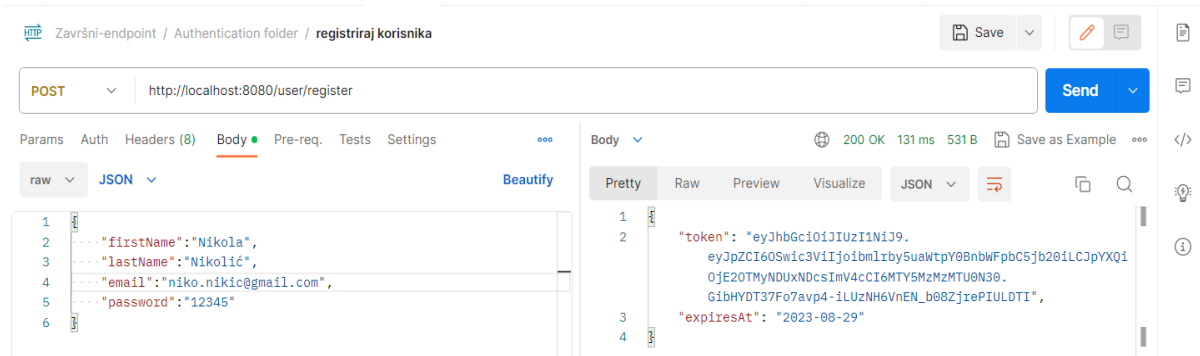 HTTP Završni-endpoint / Authentication folder / registriraj korisnika
Save
POST http://localhost:8080/user/register
Send
Params Auth Headers (8) Body Pre-req. Tests Settings
raw JSON Beautify
1 {
2 "firstName":"Nikola",
3 "lastName":"Nikolić",
4 "email":"niko.nikic@gmail.com",
5 "password":"12345"
6 }
Body 200 OK 131 ms 531 B Save as Example
Pretty Raw Preview Visualize JSON
1 {
2 "token": "eyJhbGciOiJIUzI1NiJ9.
eyJpZCI6OSwic3ViIjoibmlrby5uaWtpY0BnbWFpbC5jb20iLCJpYXQi
OjE2OTMyNDUxNDcsImV4cCI6MTY5MzMzMTU0N30.
GibHYDT37Fo7avp4-iLUzNH6VnEN_b08ZjrePIULDTI",
3 "expiresAt": "2023-08-29"
4 }